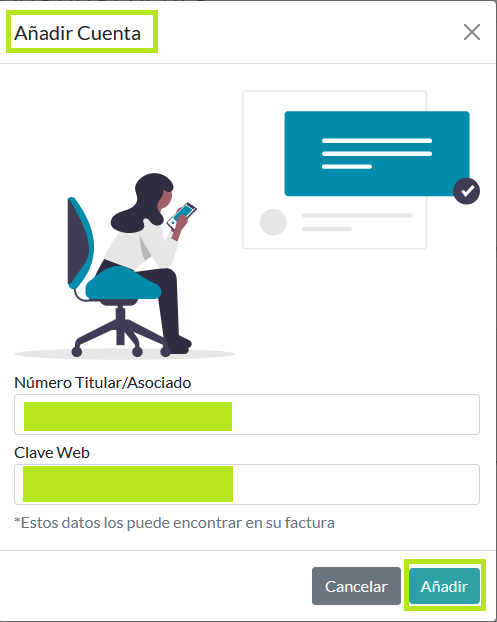 Añadir Cuenta
Número Titular/Asociado
Clave Web
*Estos datos los puede encontrar en su factura
Cancelar Añadir